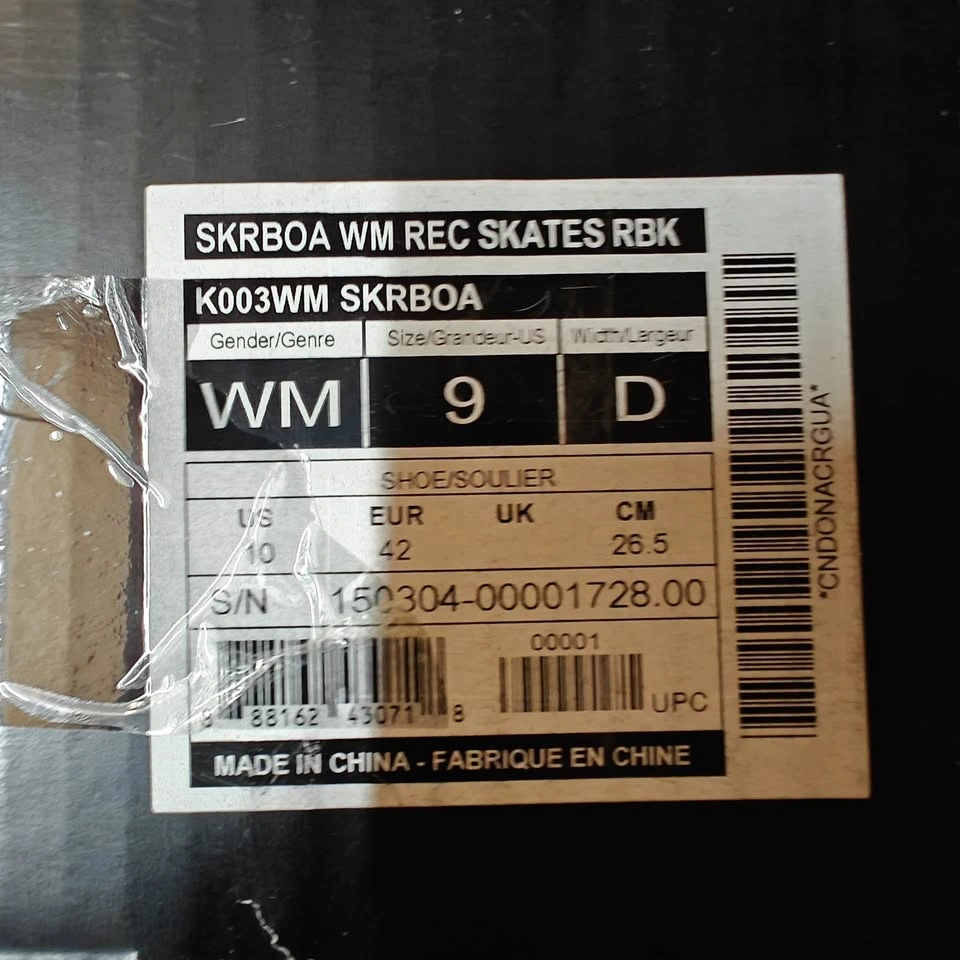 SKRBOA WM REC SKATES RBK
K003WM SKRBOA
Gender/Genre Size/Grandeur-US Width/Largeur
WM 9 D
SHOE/SOULIER
US EUR UK CM
10 42 26.5
S/N 150304-00001728.00
00001
UPC
8 88162 43071 8
MADE IN CHINA - FABRIQUE EN CHINE
*CNDONACRGUA*